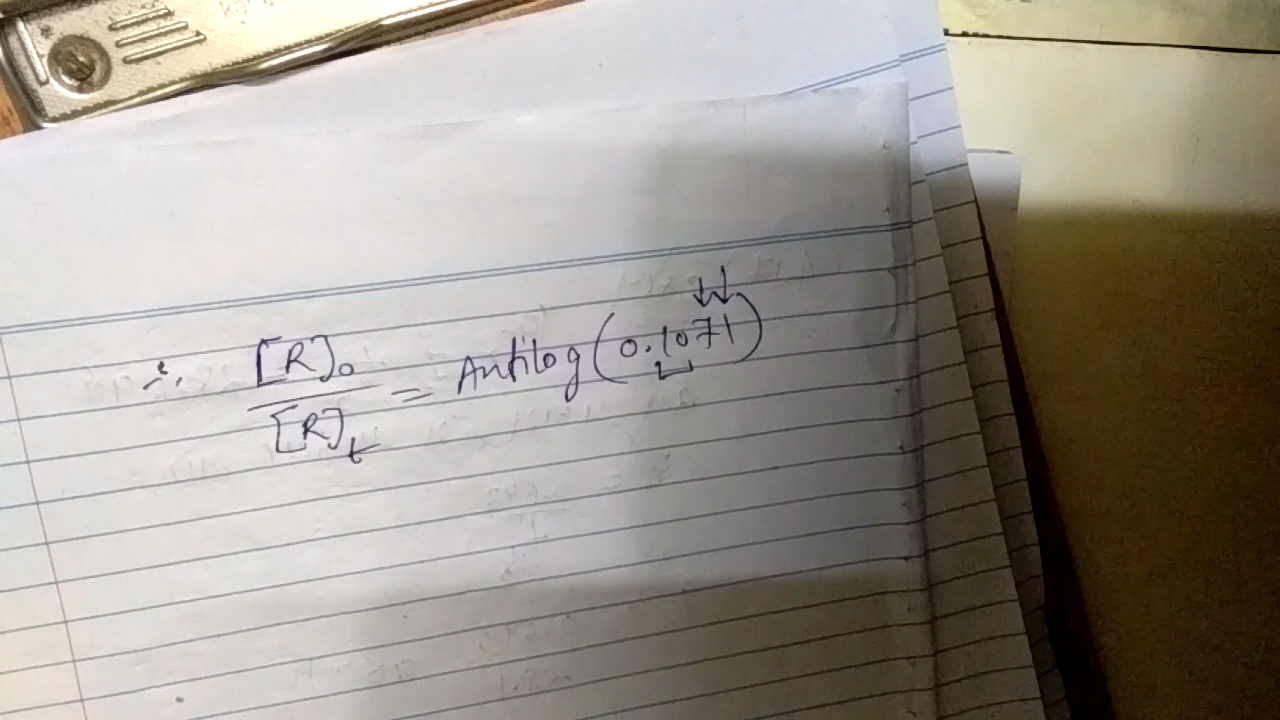 ∴ [R]₀ / [R]t = Antilog (0.1071)